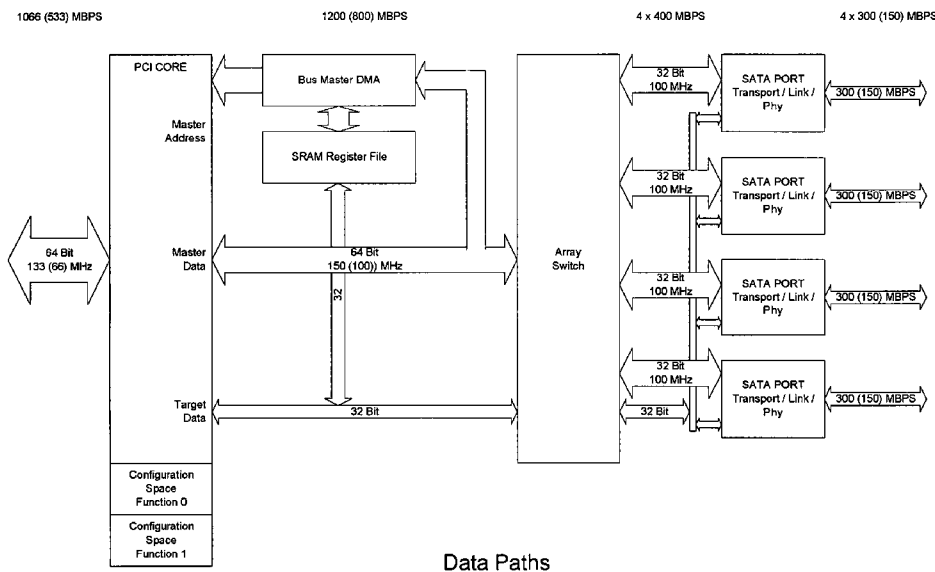 1066 (533) MBPS
1200 (800) MBPS
4 x 400 MBPS
4 x 300 (150) MBPS
PCI CORE
Bus Master DMA
32 Bit
100 MHz
SATA PORT
Transport / Link /
Phy
300 (150) MBPS
Master
Address
SRAM Register File
32 Bit
100 MHz
SATA PORT
Transport / Link /
Phy
300 (150) MBPS
64 Bit
133 (66) MHz
Master
Data
64 Bit
150 (100)) MHz
32
Array
Switch
32 Bit
100 MHz
SATA PORT
Transport / Link /
Phy
300 (150) MBPS
32 Bit
100 MHz
SATA PORT
Transport / Link /
Phy
300 (150) MBPS
Target
Data
32 Bit
32 Bit
Configuration
Space
Function 0
Configuration
Space
Function 1
Data Paths